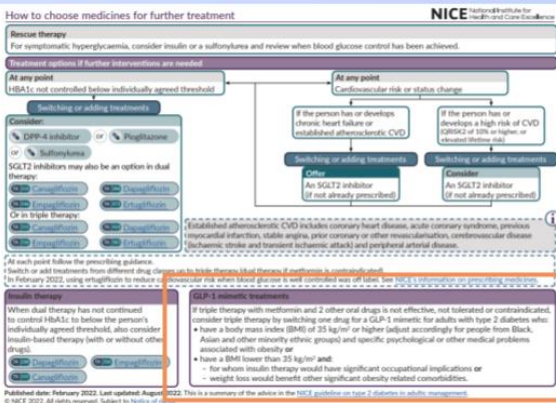 How to choose medicines for further treatment
NICE National Institute for Health and Care Excellence
Rescue therapy
For symptomatic hyperglycaemia, consider insulin or a sulfonylurea and review when blood glucose control has been achieved.
Treatment options if further interventions are needed
At any point
HBA1c not controlled below individually agreed threshold
Switching or adding treatments
Consider:
DPP-4 inhibitor or Pioglitazone
or Sulfonylurea
SGLT2 inhibitors may also be an option in dual
therapy:
Canagliflozin Dapagliflozin
Empagliflozin Ertugliflozin
Or in triple therapy:
Canagliflozin Dapagliflozin
Empagliflozin Ertugliflozin
At any point
Cardiovascular risk or status change
If the person has or develops
chronic heart failure or
established atherosclerotic CVD
Switching or adding treatments
Offer
An SGLT2 inhibitor
(if not already prescribed)
If the person has or
develops a high risk of CVD
(QRISK2 of 10% or higher, or
elevated lifetime risk)
Switching or adding treatments
Consider
An SGLT2 inhibitor
(if not already prescribed)
Established atherosclerotic CVD includes coronary heart disease, acute coronary syndrome, previous
myocardial infarction, stable angina, prior coronary or other revascularisation, cerebrovascular disease
(ischaemic stroke and transient ischaemic attack) and peripheral arterial disease.
At each point follow the prescribing guidance.
Switch or add treatments from different drug classes up to triple therapy (dual therapy if metformin is contraindicated).
In February 2022, using ertugliflozin to reduce cardiovascular risk when blood glucose is well controlled was off label. See NICE's information on prescribing medicines.
Insulin therapy
When dual therapy has not continued
to control HbA1c to below the person's
individually agreed threshold, also consider
insulin-based therapy (with or without other
drugs).
Dapagliflozin Empagliflozin
Canagliflozin
GLP-1 mimetic treatments
If triple therapy with metformin and 2 other oral drugs is not effective, not tolerated or contraindicated,
consider triple therapy by switching one drug for a GLP-1 mimetic for adults with type 2 diabetes who:
• have a body mass index (BMI) of 35 kg/m² or higher (adjust accordingly for people from Black,
Asian and other minority ethnic groups) and specific psychological or other medical problems
associated with obesity or
• have a BMI lower than 35 kg/m² and:
- for whom insulin therapy would have significant occupational implications or
- weight loss would benefit other significant obesity related comorbidities.
Published date: February 2022. Last updated: August 2022. This is a summary of the advice in the NICE guideline on type 2 diabetes in adults: management.
© NICE 2022. All rights reserved. Subject to Notice of